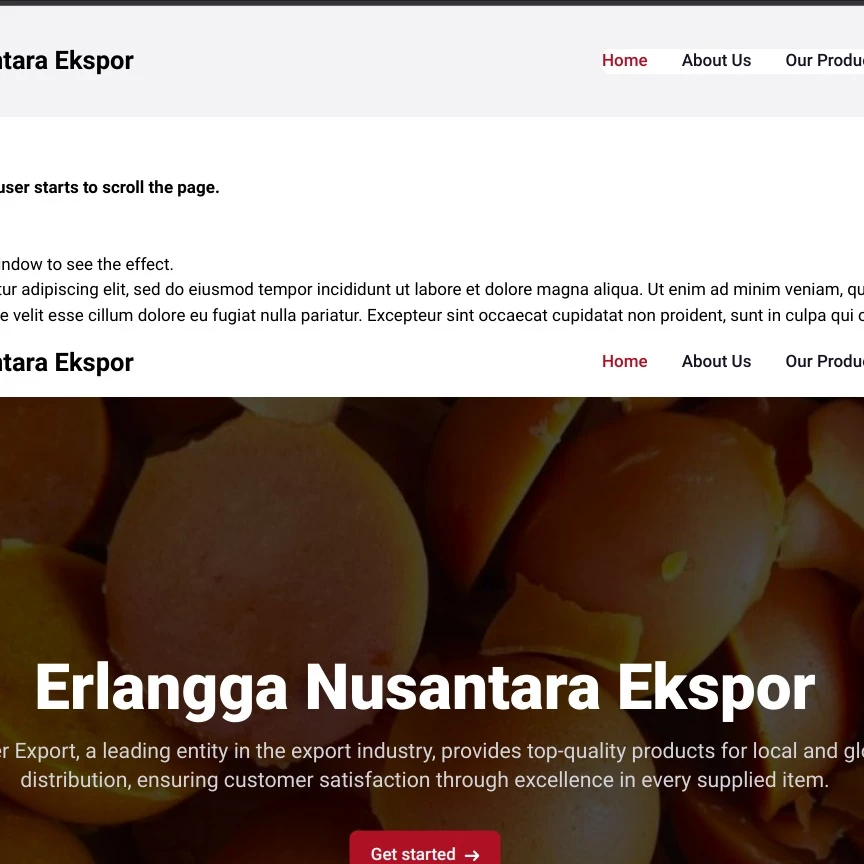 ntara Ekspor
Home About Us Our Produ
user starts to scroll the page.
indow to see the effect.
tur adipiscing elit, sed do eiusmod tempor incididunt ut labore et dolore magna aliqua. Ut enim ad minim veniam, qu
e velit esse cillum dolore eu fugiat nulla pariatur. Excepteur sint occaecat cupidatat non proident, sunt in culpa qui o
ntara Ekspor
Home About Us Our Produ
Erlangga Nusantara Ekspor
er Export, a leading entity in the export industry, provides top-quality products for local and glo
distribution, ensuring customer satisfaction through excellence in every supplied item.
Get started →